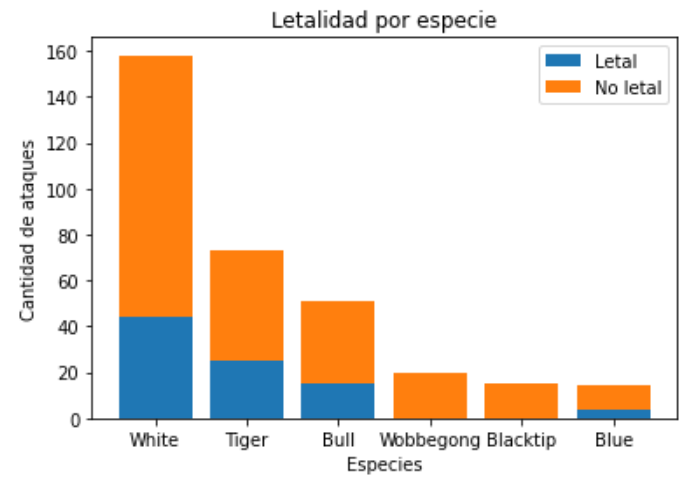 Letalidad por especie
Letal
No letal
Cantidad de ataques
160
140
120
100
80
60
40
20
0
White Tiger Bull Wobbegong Blacktip Blue
Especies